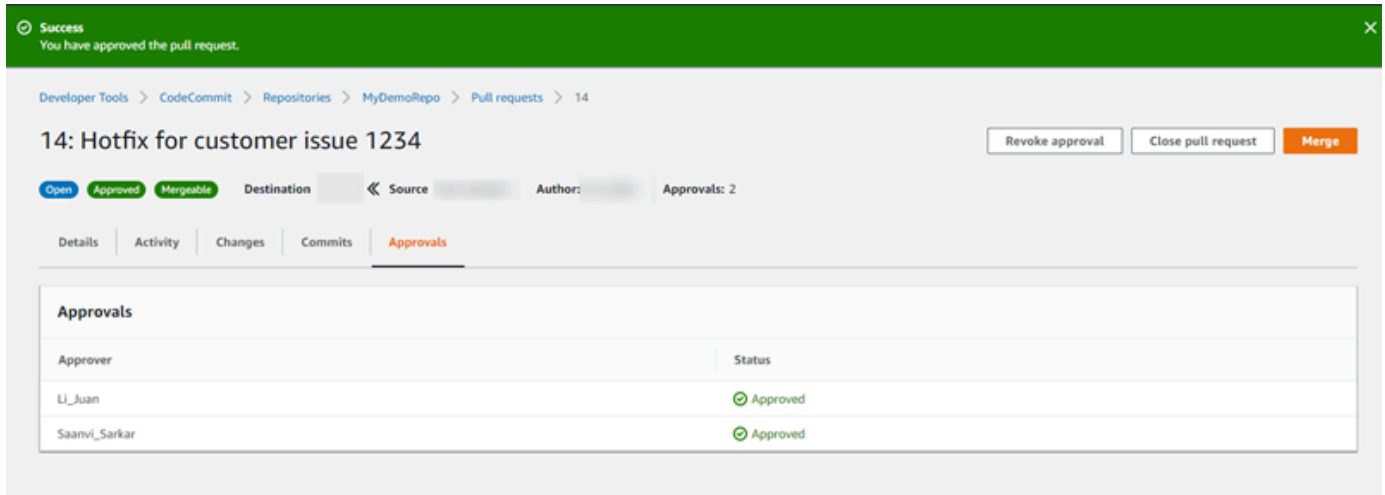 Success
You have approved the pull request.
Developer Tools > CodeCommit > Repositories > MyDemoRepo > Pull requests > 14
14: Hotfix for customer issue 1234
Revoke approval Close pull request Merge
Open Approved Mergeable Destination Source Author: Approvals: 2
Details Activity Changes Commits Approvals
Approvals
Approver Status
Li_Juan Approved
Saanvi_Sarkar Approved